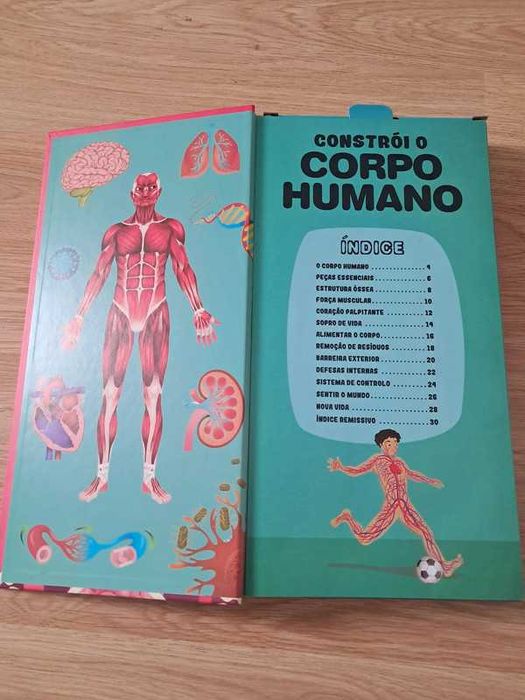 CONSTRÓI O
CORPO
HUMANO
ÍNDICE
O CORPO HUMANO ............. 4
PEÇAS ESSENCIAIS ............. 6
ESTRUTURA ÓSSEA ............. 8
FORÇA MUSCULAR ............. 10
CORAÇÃO PALPITANTE ............. 12
SOPRO DE VIDA ............. 14
ALIMENTAR O CORPO ............. 16
REMOÇÃO DE RESÍDUOS ............. 18
BARREIRA EXTERIOR ............. 20
DEFESAS INTERNAS ............. 22
SISTEMA DE CONTROLO ............. 24
SENTIR O MUNDO ............. 26
NOVA VIDA ............. 28
ÍNDICE REMISSIVO ............. 30